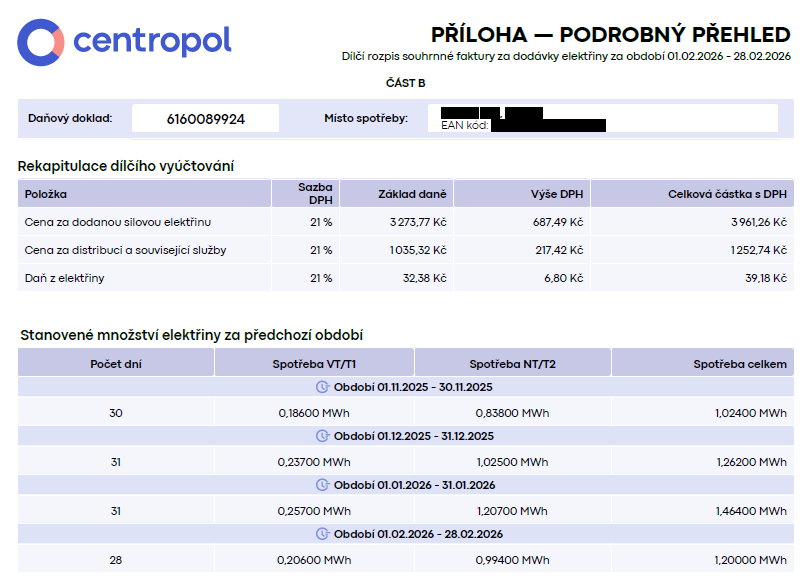 centropol
PŘÍLOHA — PODROBNÝ PŘEHLED
Dílčí rozpis souhrnné faktury za dodávky elektřiny za období 01.02.2026 - 28.02.2026
ČÁST B
Daňový doklad: 6160089924 Místo spotřeby:
EAN kód:
Rekapitulace dílčího vyúčtování
Položka Sazba DPH Základ daně Výše DPH Celková částka s DPH
Cena za dodanou silovou elektřinu 21 % 3 273,77 Kč 687,49 Kč 3 961,26 Kč
Cena za distribuci a související služby 21 % 1 035,32 Kč 217,42 Kč 1 252,74 Kč
Daň z elektřiny 21 % 32,38 Kč 6,80 Kč 39,18 Kč
Stanovené množství elektřiny za předchozí období
Počet dní Spotřeba VT/T1 Spotřeba NT/T2 Spotřeba celkem
Období 01.11.2025 - 30.11.2025
30 0,18600 MWh 0,83800 MWh 1,02400 MWh
Období 01.12.2025 - 31.12.2025
31 0,23700 MWh 1,02500 MWh 1,26200 MWh
Období 01.01.2026 - 31.01.2026
31 0,25700 MWh 1,20700 MWh 1,46400 MWh
Období 01.02.2026 - 28.02.2026
28 0,20600 MWh 0,99400 MWh 1,20000 MWh